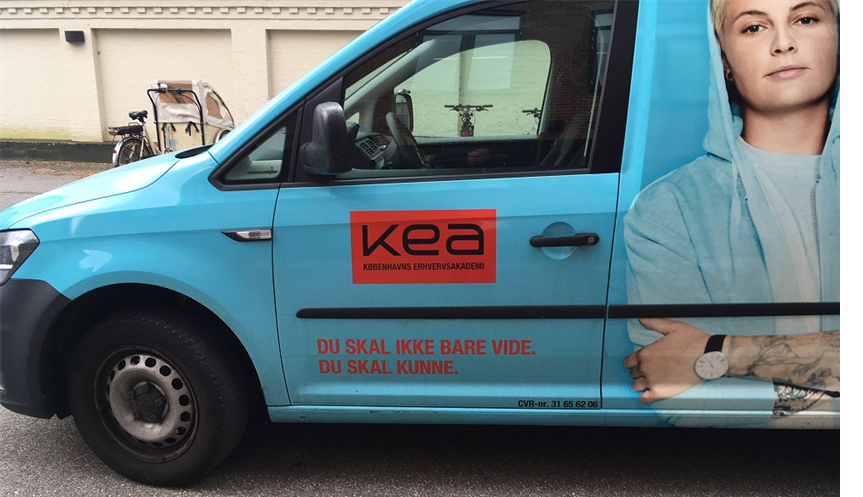 kea
KØBENHAVNS ERHVERVSAKADEMI
DU SKAL IKKE BARE VIDE.
DU SKAL KUNNE.
CVR-nr. 31 65 62 06